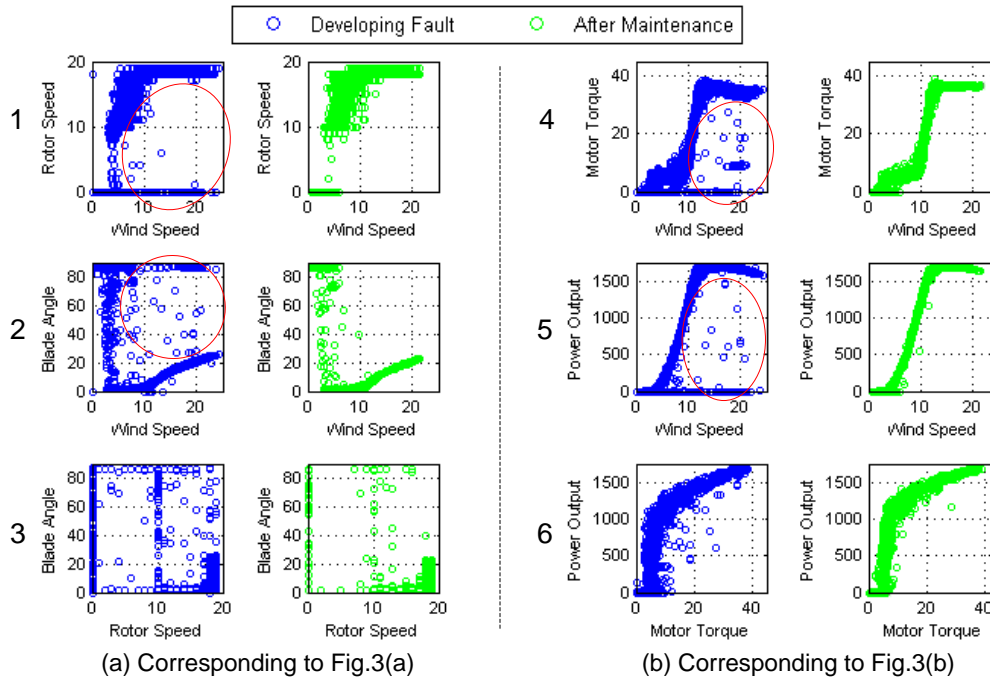 Developing Fault After Maintenance
1
Rotor Speed
20
10
0
0 10 20
Wind Speed
Rotor Speed
20
10
0
0 10 20
Wind Speed
2
Blade Angle
80
60
40
20
0
0 10 20
Wind Speed
Blade Angle
80
60
40
20
0
0 10 20
Wind Speed
3
Blade Angle
80
60
40
20
0
0 10 20
Rotor Speed
Blade Angle
80
60
40
20
0
0 10 20
Rotor Speed
(a) Corresponding to Fig.3(a)
4
Motor Torque
40
20
0
0 10 20
Wind Speed
Motor Torque
40
20
0
0 10 20
Wind Speed
5
Power Output
1500
1000
500
0
0 10 20
Wind Speed
Power Output
1500
1000
500
0
0 10 20
Wind Speed
6
Power Output
1500
1000
500
0
0 20 40
Motor Torque
Power Output
1500
1000
500
0
0 20 40
Motor Torque
(b) Corresponding to Fig.3(b)